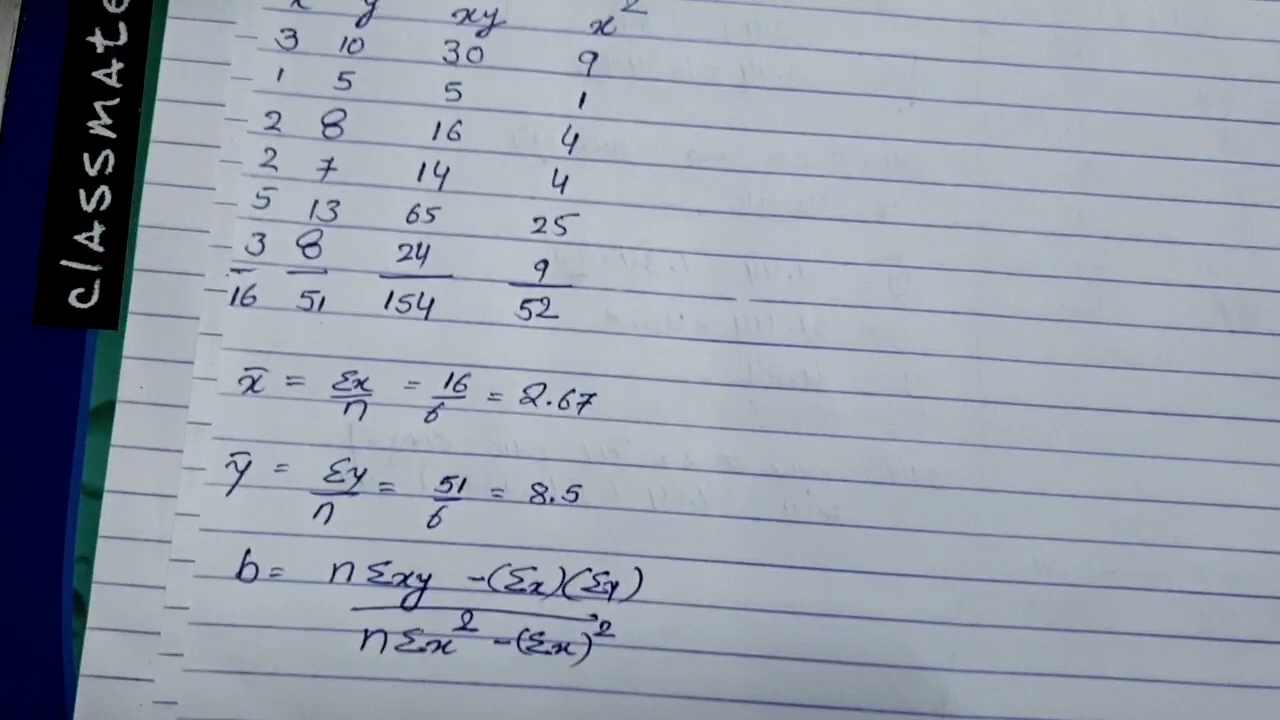 classmate
x y xy x²
3 10 30 9
1 5 5 1
2 8 16 4
2 7 14 4
5 13 65 25
3 8 24 9
16 51 154 52
x̄ = Σx/n = 16/6 = 2.67
ȳ = Σy/n = 51/6 = 8.5
b = nΣxy -(Σx)(Σy) / nΣx² -(Σx)²